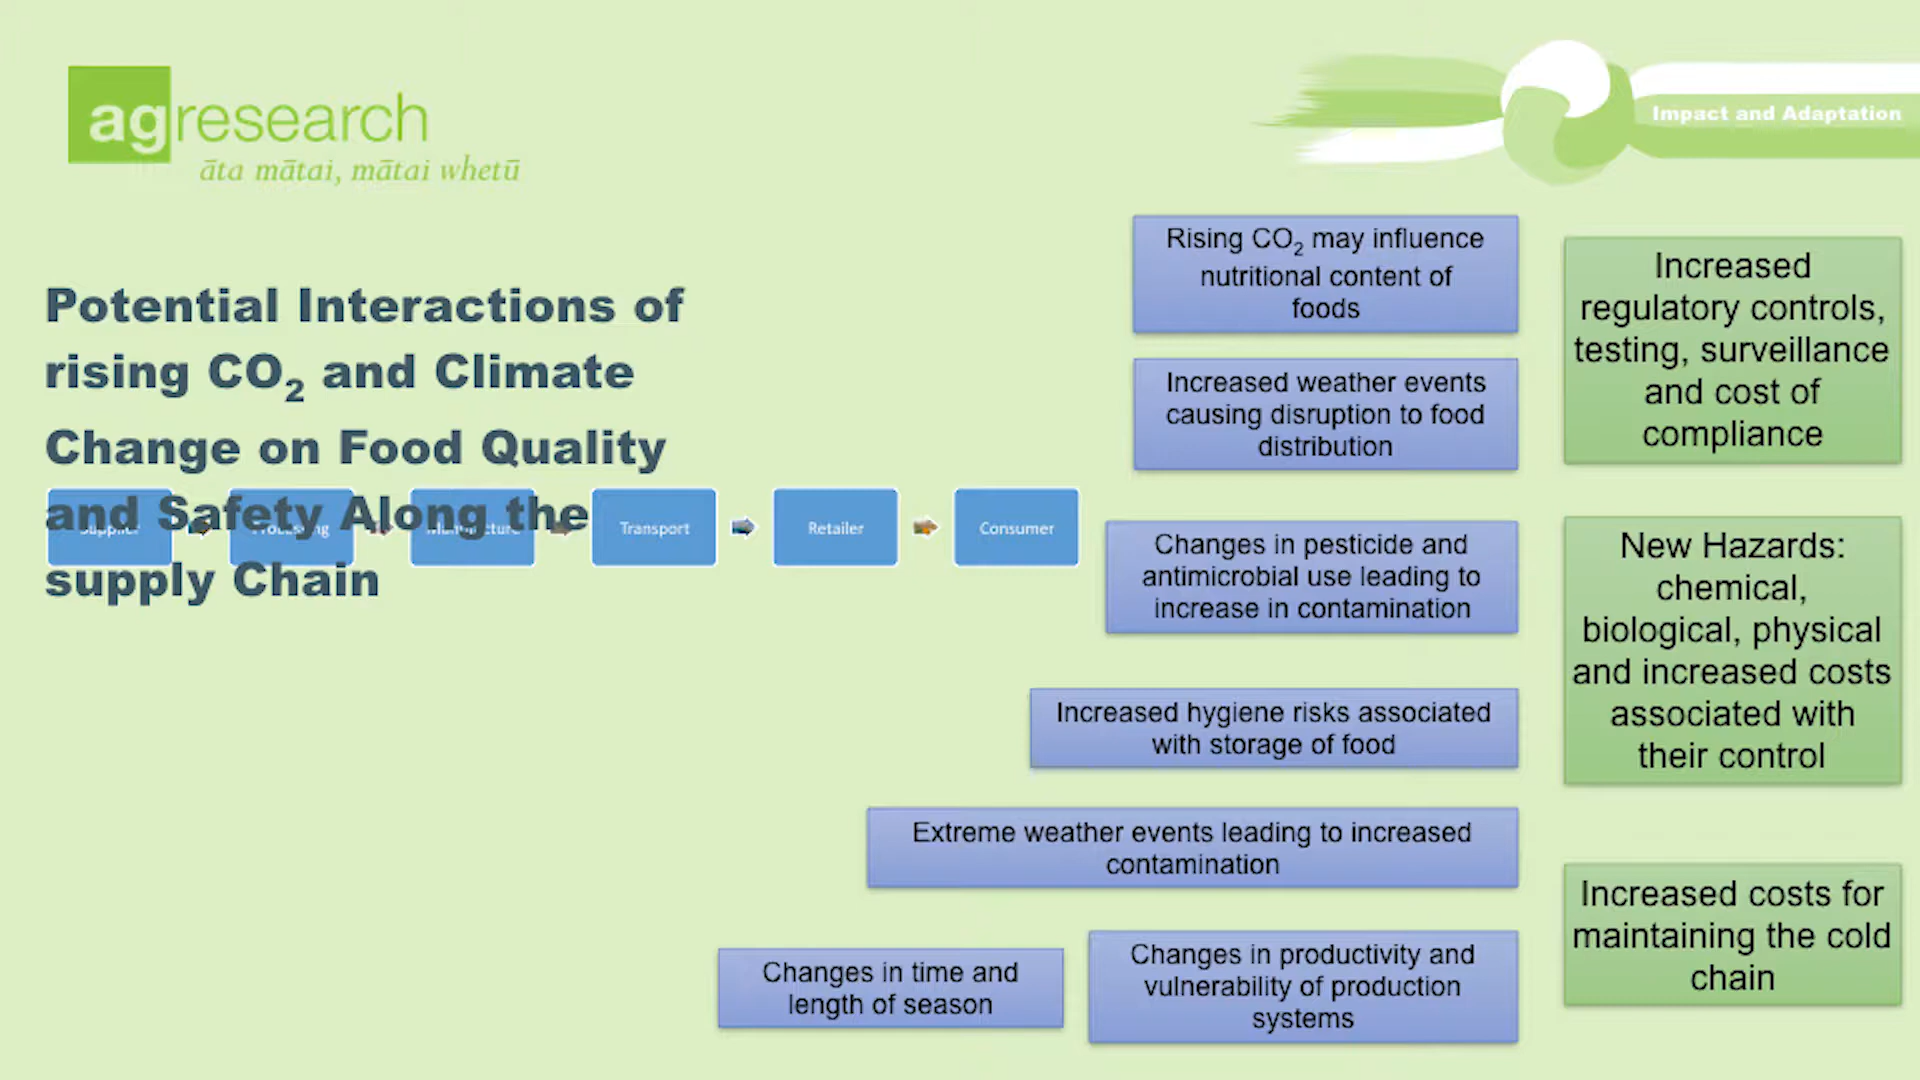 agresearch
āta mātai, mātai whetū
Impact and Adaptation
Potential Interactions of
rising CO₂ and Climate
Change on Food Quality
and Safety Along the
supply Chain
Supplier
Processing
Manufacture
Transport
Retailer
Consumer
Rising CO₂ may influence
nutritional content of
foods
Increased weather events
causing disruption to food
distribution
Changes in pesticide and
antimicrobial use leading to
increase in contamination
Increased hygiene risks associated
with storage of food
Extreme weather events leading to increased
contamination
Changes in time and
length of season
Changes in productivity and
vulnerability of production
systems
Increased
regulatory controls,
testing, surveillance
and cost of
compliance
New Hazards:
chemical,
biological, physical
and increased costs
associated with
their control
Increased costs for
maintaining the cold
chain